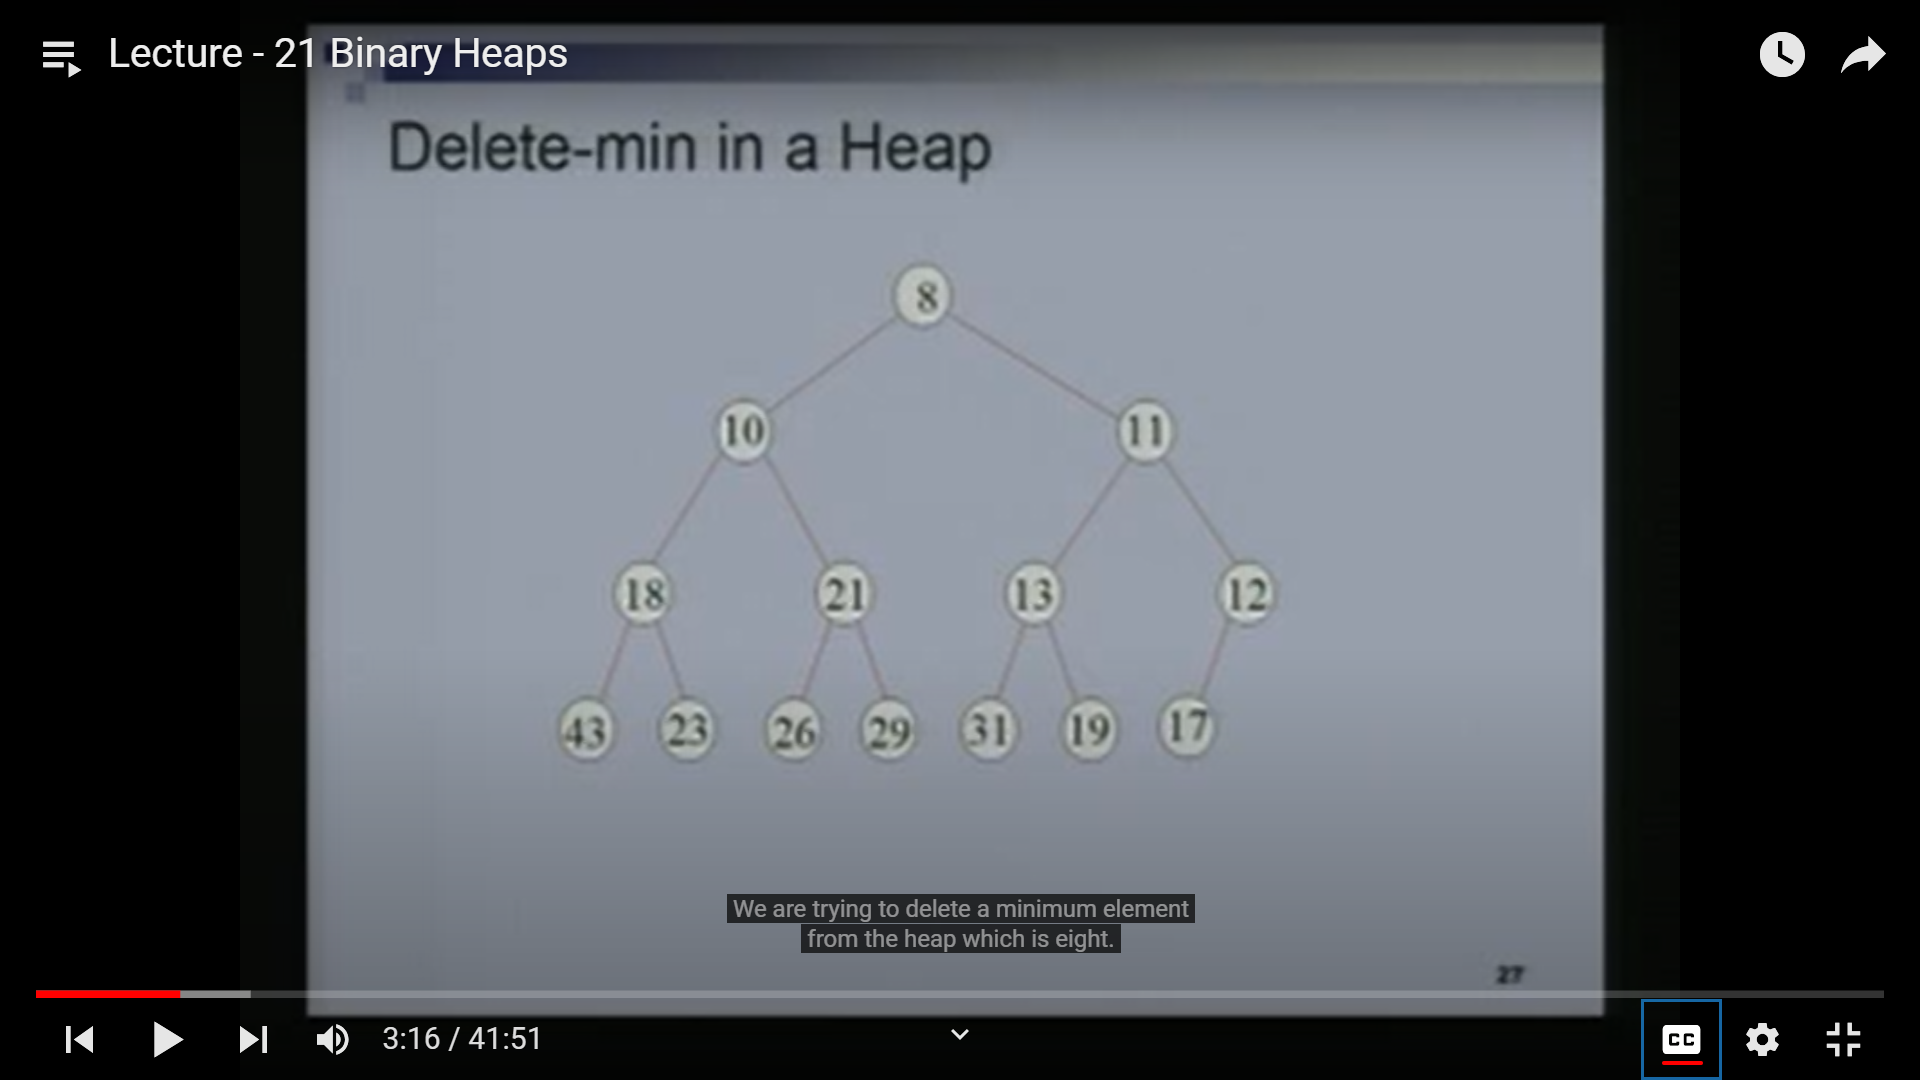 Lecture - 21 Binary Heaps
Delete-min in a Heap
8
10 11
18 21 13 12
43 23 26 29 31 19 17
We are trying to delete a minimum element
from the heap which is eight.
27
3:16 / 41:51
CC